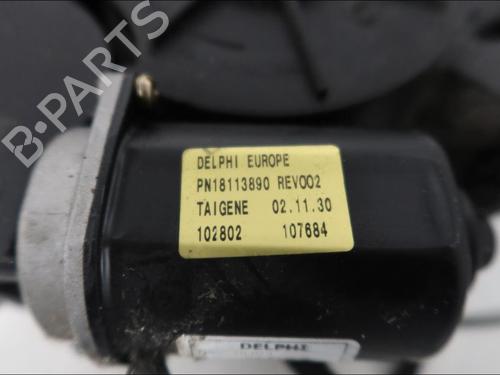 B-PARTS
DELPHI EUROPE
PN18113890 REV002
TAIGENE 02.11.30
102802 107684
DELPHI